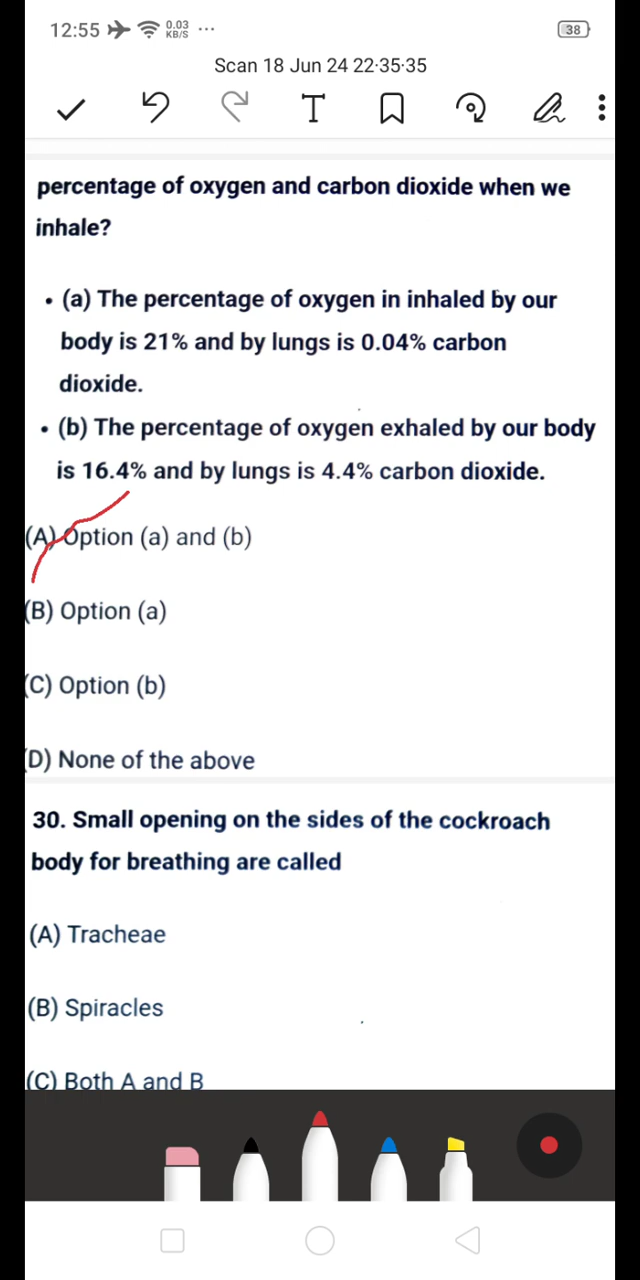 12:55 0.03 KB/S ... 38
Scan 18 Jun 24 22:35:35
T
percentage of oxygen and carbon dioxide when we
inhale?
• (a) The percentage of oxygen in inhaled by our
body is 21% and by lungs is 0.04% carbon
dioxide.
• (b) The percentage of oxygen exhaled by our body
is 16.4% and by lungs is 4.4% carbon dioxide.
(A) Option (a) and (b)
(B) Option (a)
(C) Option (b)
(D) None of the above
30. Small opening on the sides of the cockroach
body for breathing are called
(A) Tracheae
(B) Spiracles
(C) Both A and B